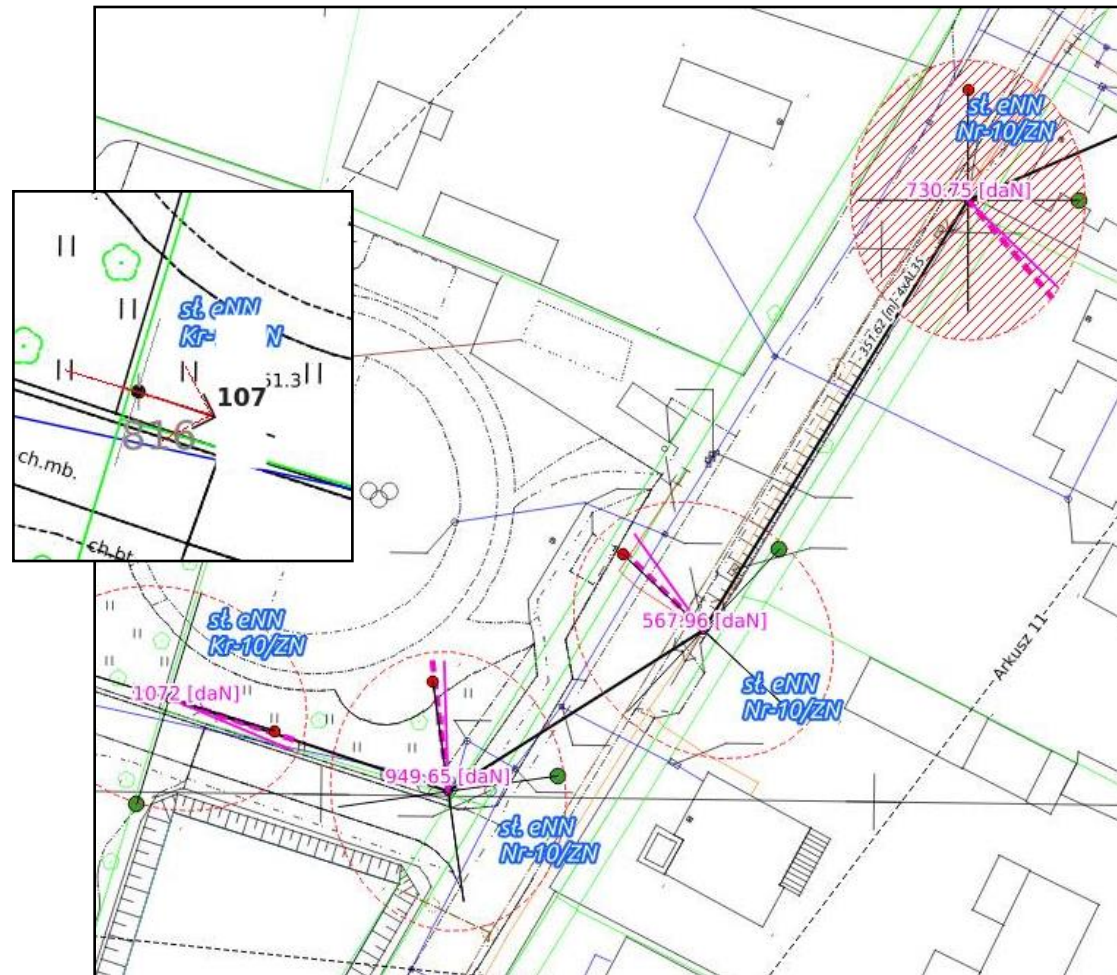 st. eNN
Nr-10/ZN
730.75 [daN]
351.62 [m]- 4xAL35
st. eNN
Kr-
N
51.3
107
816
ch.mb.
ch.bt.
567.96 [daN]
st. eNN
Kr-10/ZN
st. eNN
Nr-10/ZN
Arkusz 11
1072 [daN]
949.65 [daN]
st. eNN
Nr-10/ZN